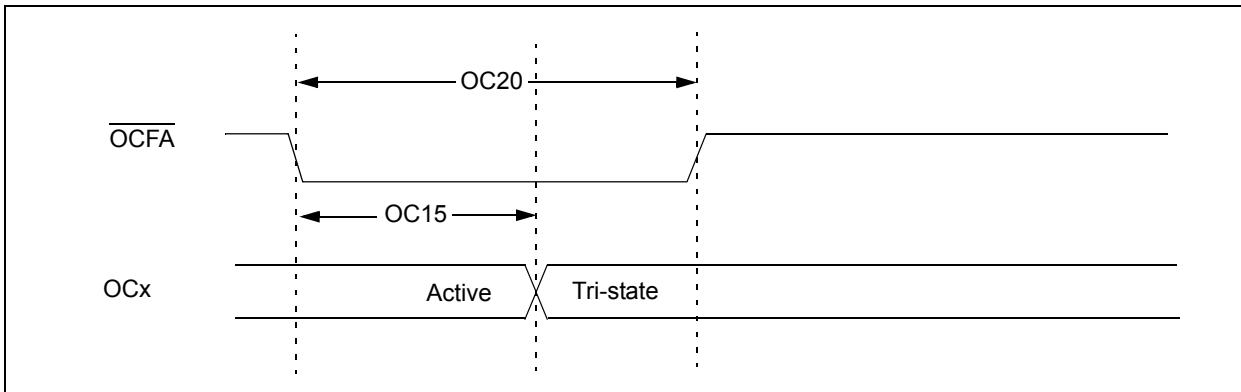 OC20
OCFA
OC15
OCx
Active
Tri-state